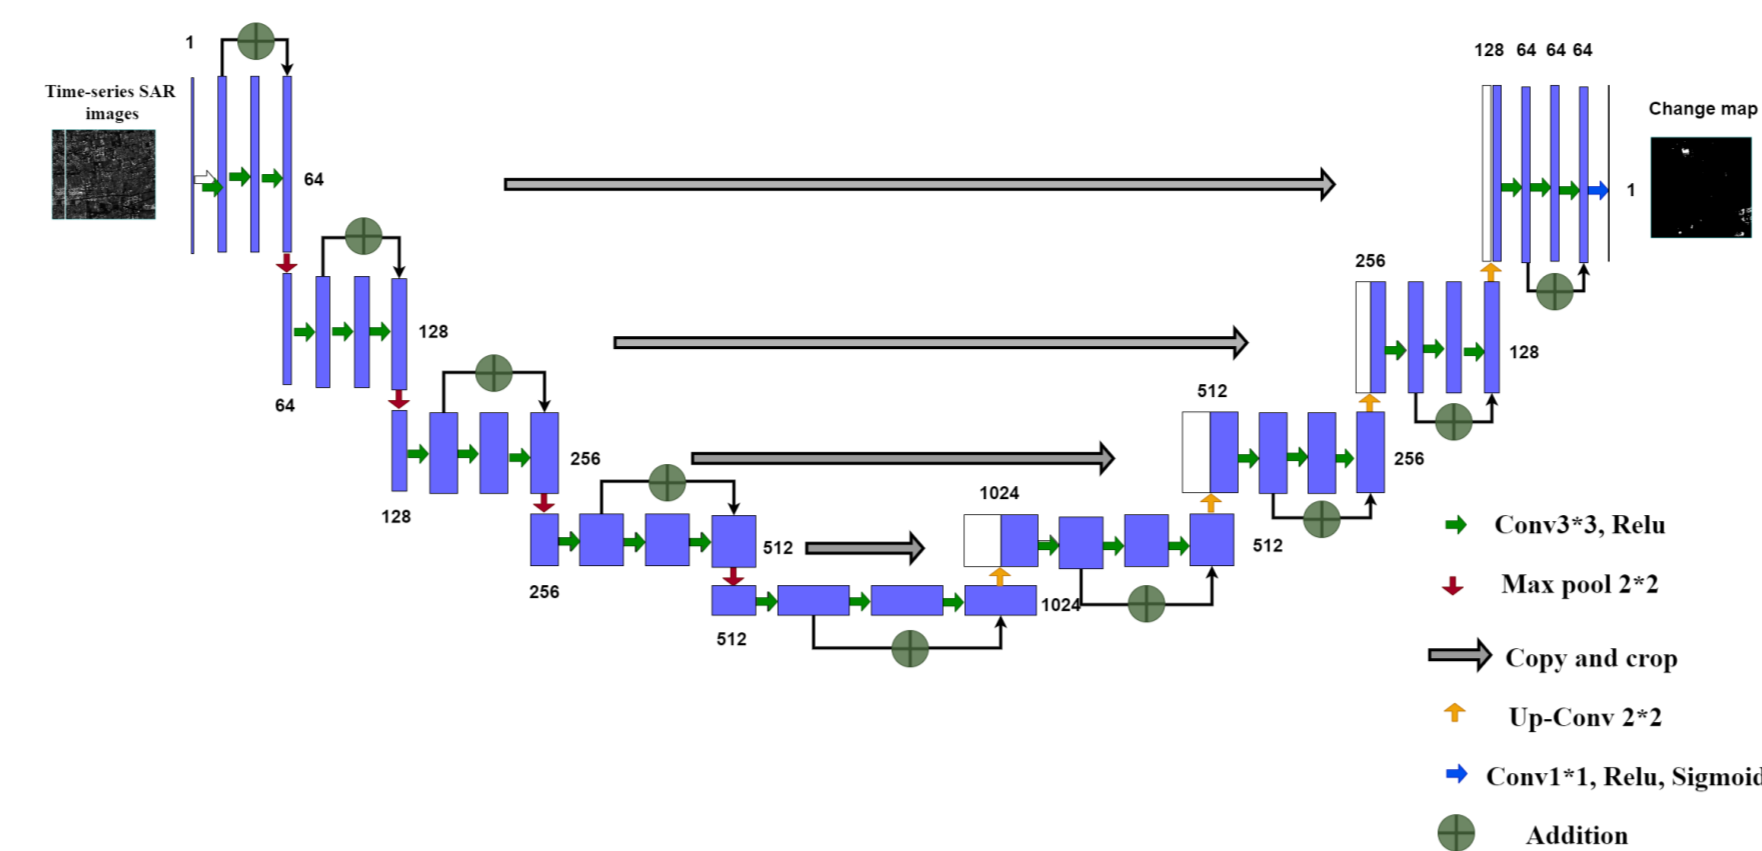 1
Time-series SAR
images
64
64
128
128
256
256
512
512
1024
1024
512
512
256
256
128
128 64 64 64
1
Change map
Conv3*3, Relu
Max pool 2*2
Copy and crop
Up-Conv 2*2
Conv1*1, Relu, Sigmoid
Addition